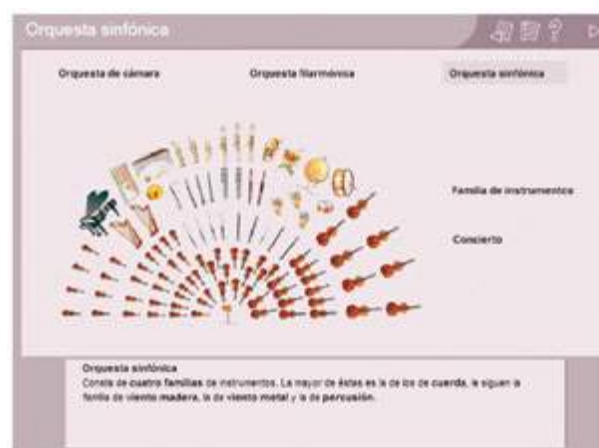 Orquesta sinfónica
Orquesta de cámara Orquesta filarmónica Orquesta sinfónica
Familia de instrumentos
Concierto
Orquesta sinfónica
Consta de cuatro familias de instrumentos. La mayor de éstas es la de los de cuerda, le siguen la
familia de viento madera, la de viento metal y la de percusión.